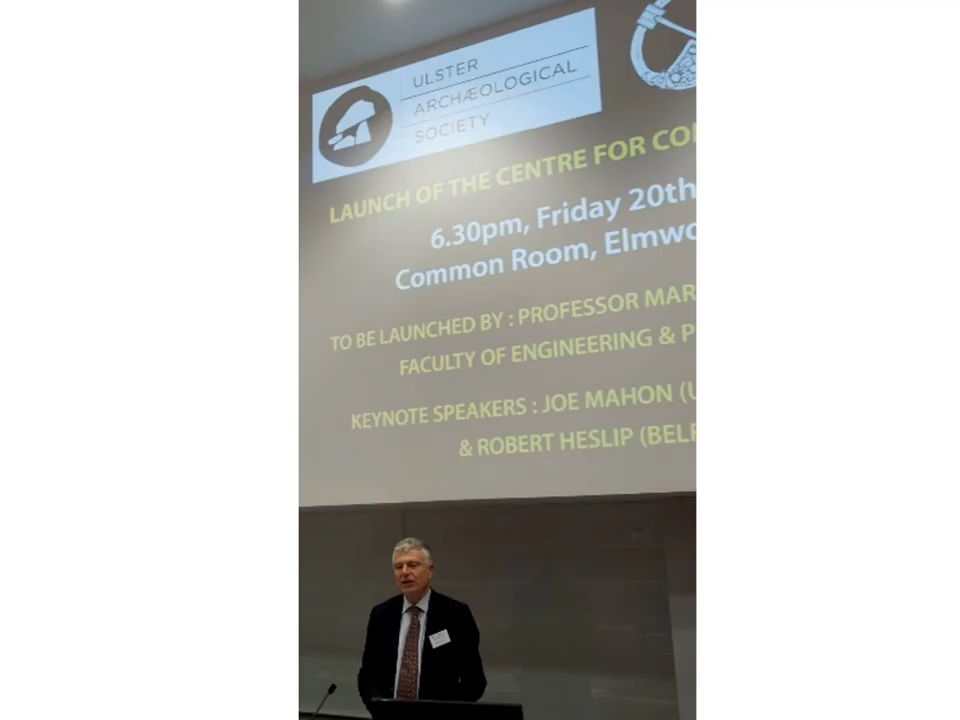 ULSTER
ARCHÆOLOGICAL
SOCIETY
LAUNCH OF THE CENTRE FOR CO
6.30pm, Friday 20th
Common Room, Elmwo
TO BE LAUNCHED BY : PROFESSOR MAR
FACULTY OF ENGINEERING & P
KEYNOTE SPEAKERS : JOE MAHON (U
& ROBERT HESLIP (BELF